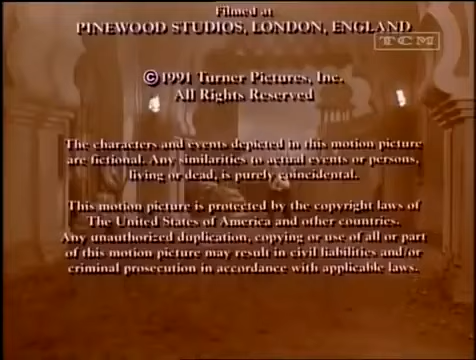 Filmed at
PINEWOOD STUDIOS, LONDON, ENGLAND
TCM
©1991 Turner Pictures, Inc.
All Rights Reserved
The characters and events depicted in this motion picture
are fictional. Any similarities to actual events or persons,
living or dead, is purely coincidental.
This motion picture is protected by the copyright laws of
The United States of America and other countries.
Any unauthorized duplication, copying or use of all or part
of this motion picture may result in civil liabilities and/or
criminal prosecution in accordance with applicable laws.